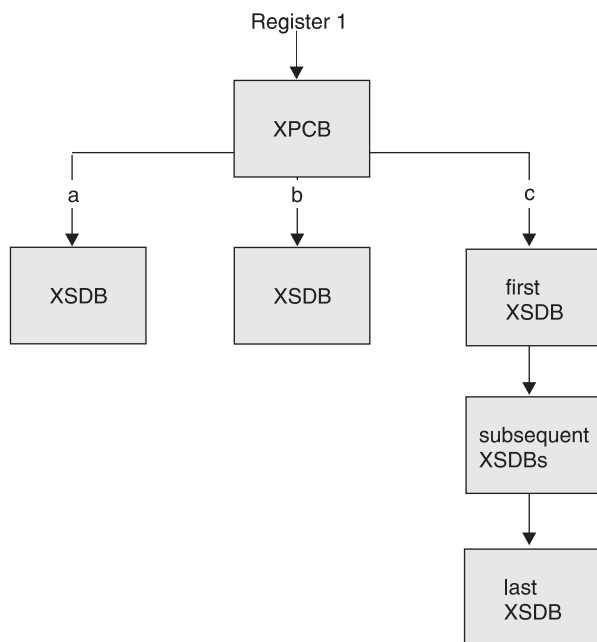 Register 1
XPCB
a
b
c
XSDB
XSDB
first
XSDB
subsequent
XSDBs
last
XSDB